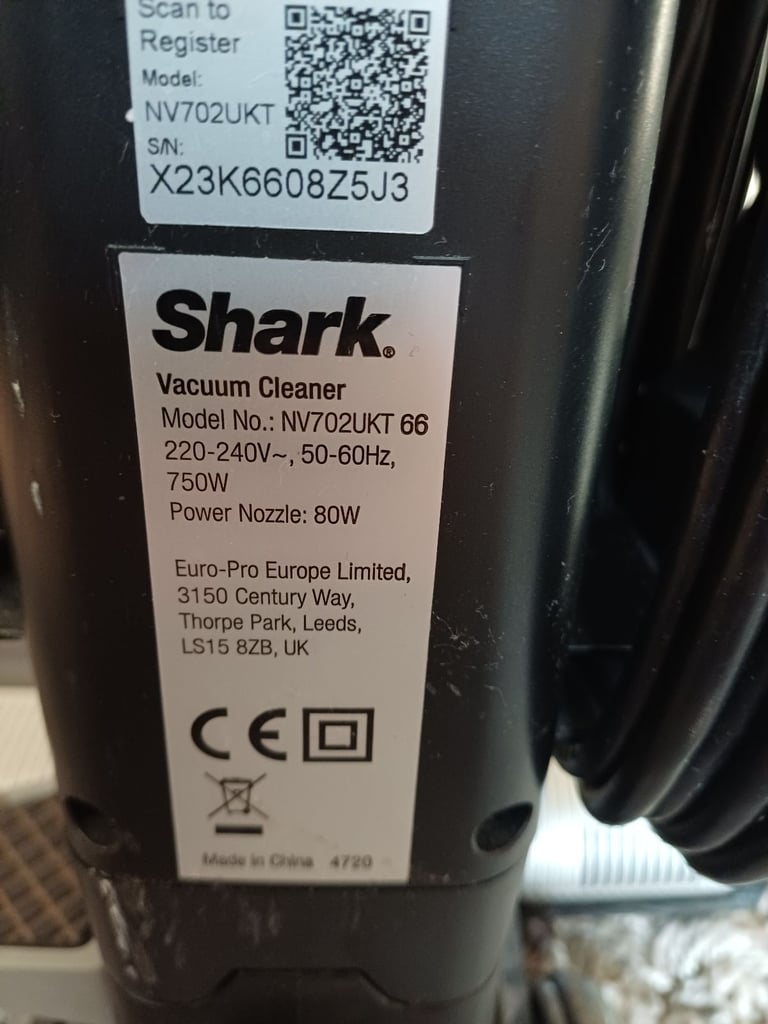 Scan to
Register
Model:
NV702UKT
S/N:
X23K6608Z5J3
Shark®
Vacuum Cleaner
Model No.: NV702UKT 66
220-240V~, 50-60Hz,
750W
Power Nozzle: 80W
Euro-Pro Europe Limited,
3150 Century Way,
Thorpe Park, Leeds,
LS15 8ZB, UK
CE
Made in China 4720